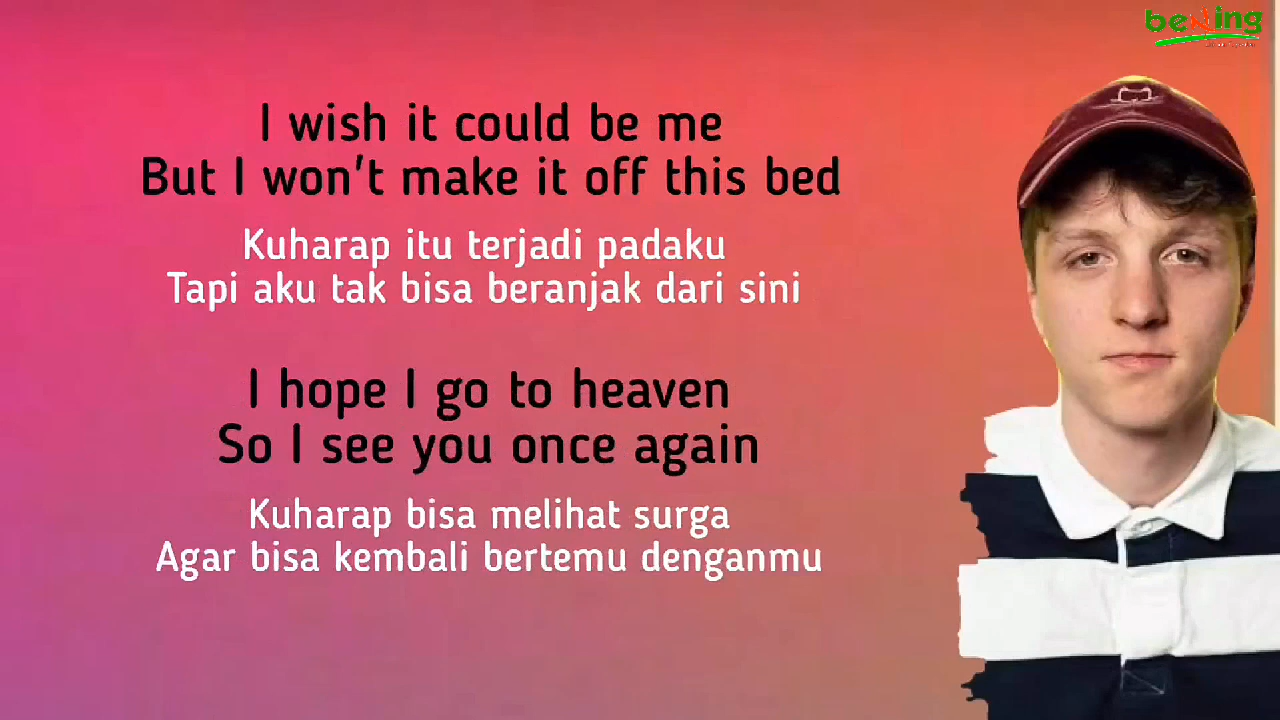 bening
I wish it could be me
But I won't make it off this bed
Kuharap itu terjadi padaku
Tapi aku tak bisa beranjak dari sini
I hope I go to heaven
So I see you once again
Kuharap bisa melihat surga
Agar bisa kembali bertemu denganmu